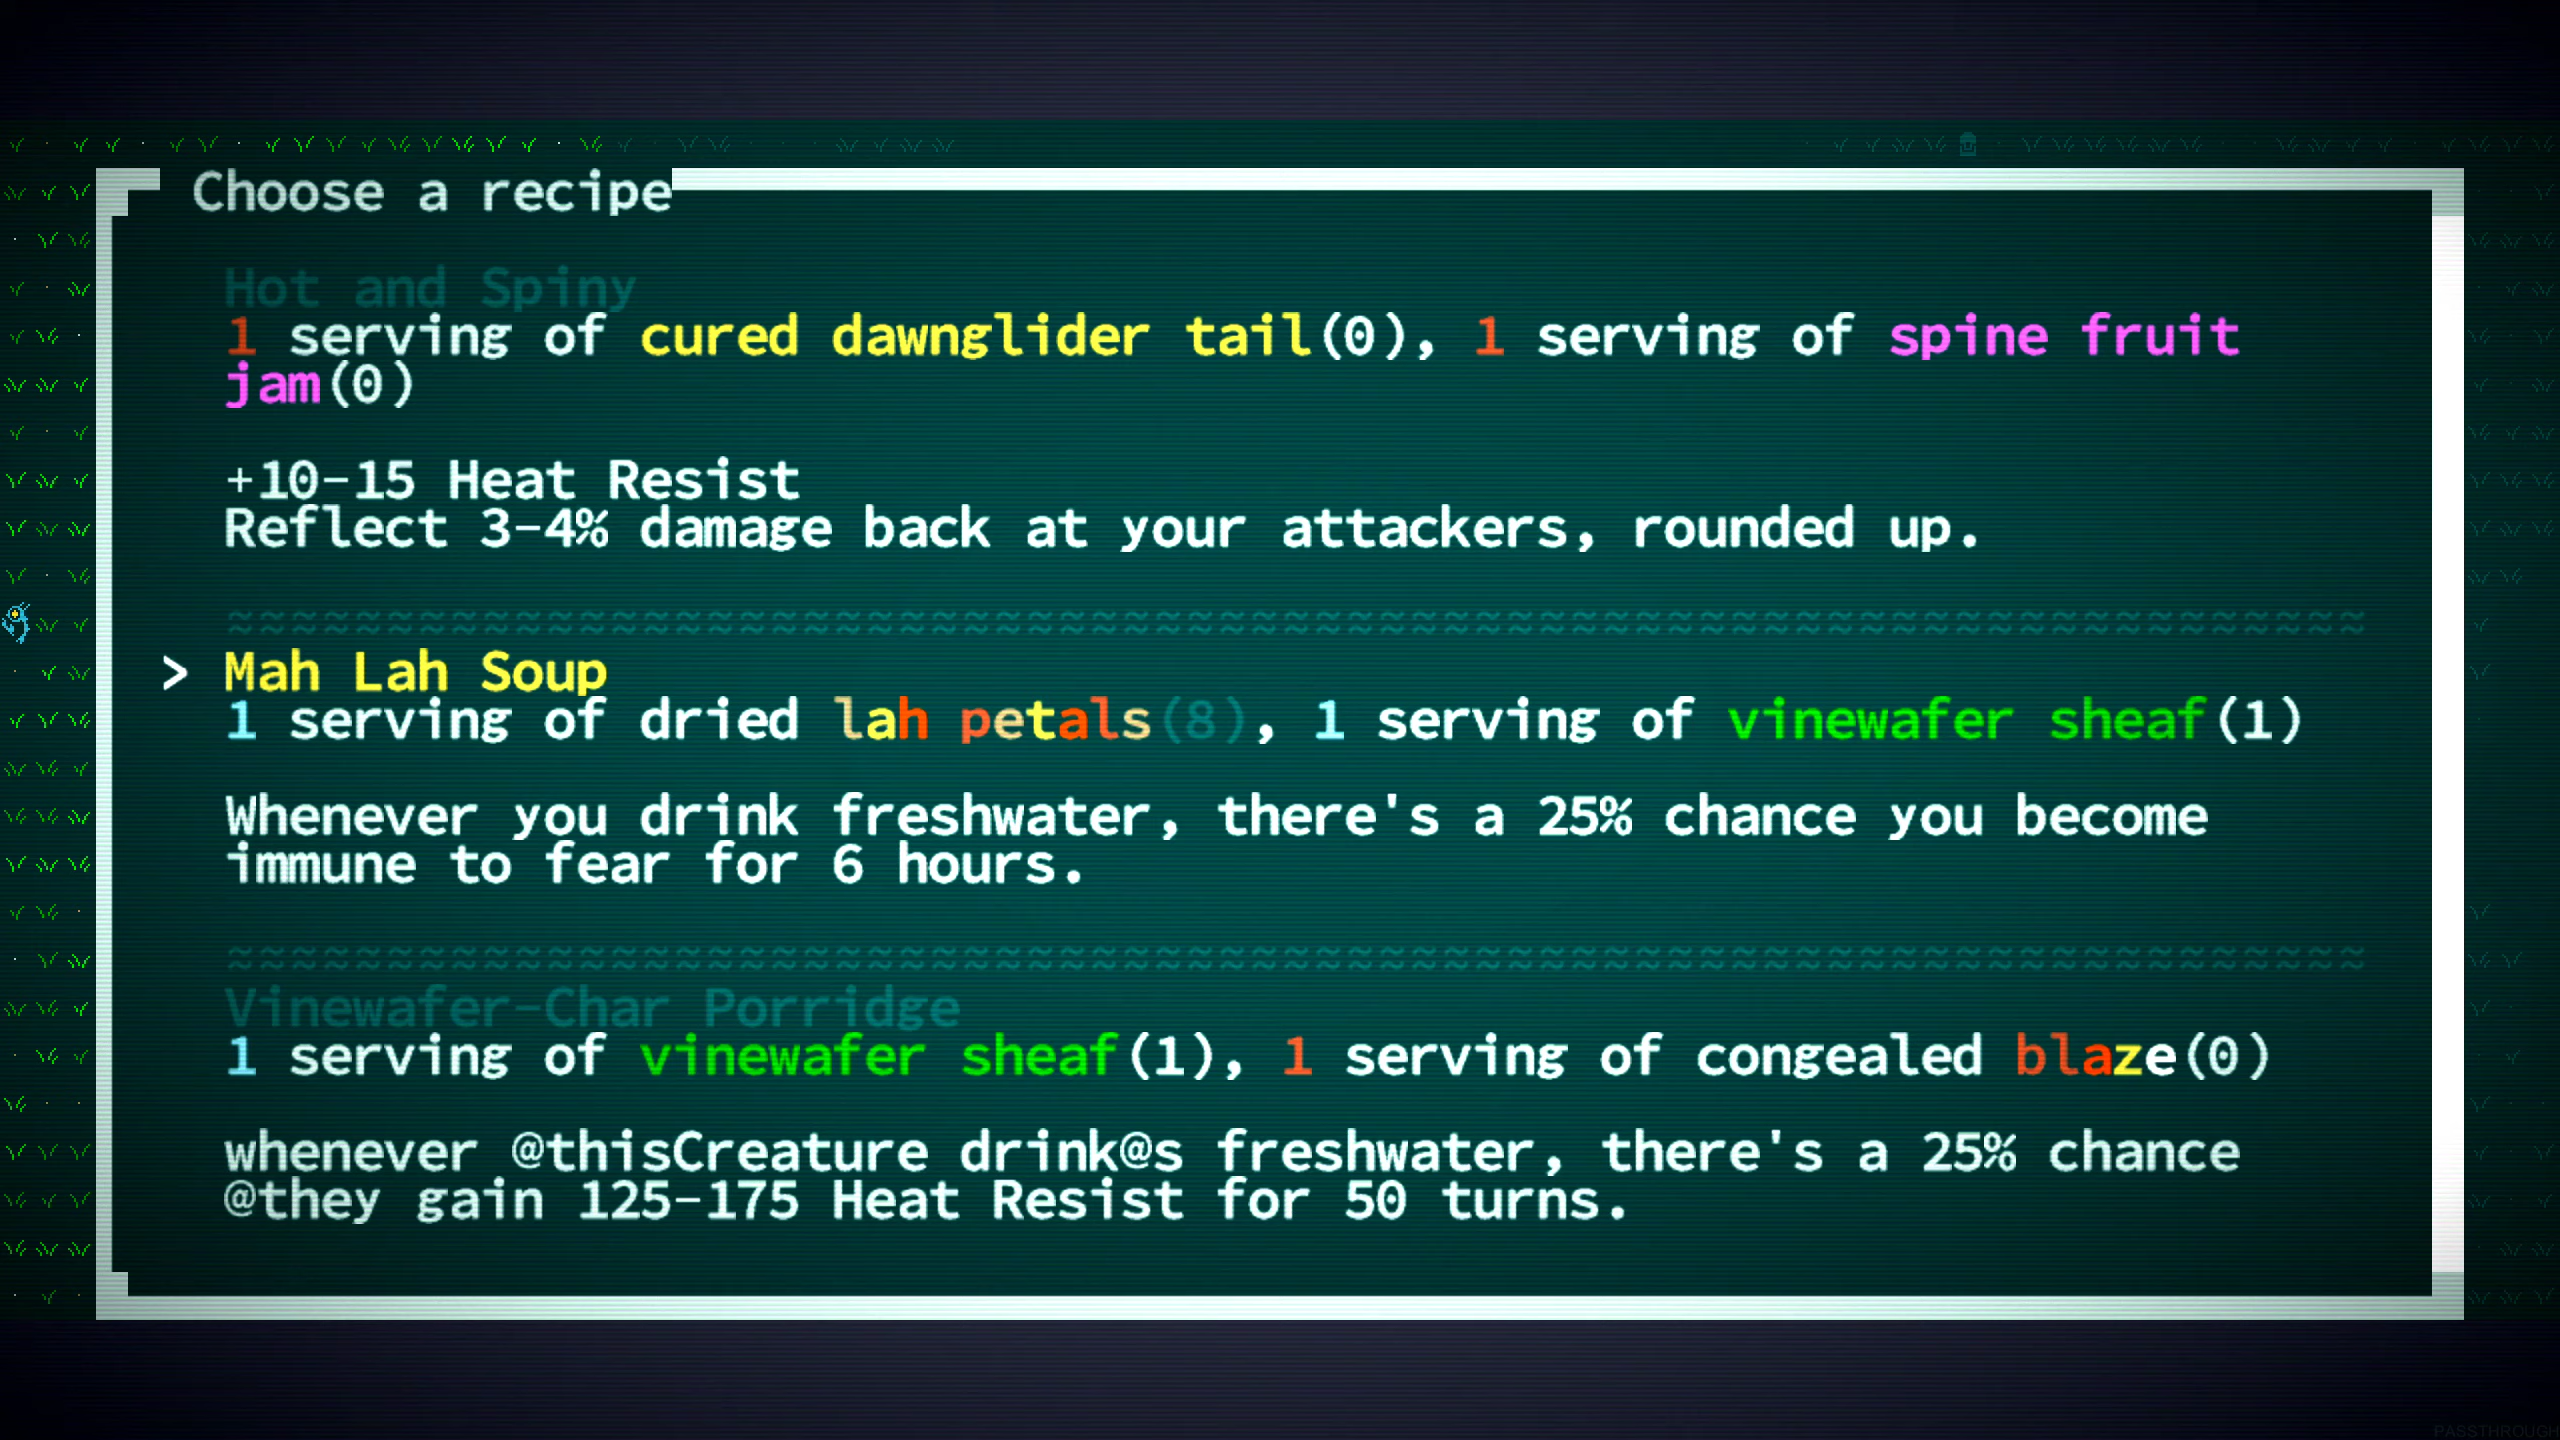 Choose a recipe
Hot and Spiny
1 serving of cured dawnglider tail(0), 1 serving of spine fruit
jam(0)
+10-15 Heat Resist
Reflect 3-4% damage back at your attackers, rounded up.
≈≈≈≈≈≈≈≈≈≈≈≈≈≈≈≈≈≈≈≈≈≈≈≈≈≈≈≈≈≈≈≈≈≈≈≈≈≈≈≈≈≈≈≈≈≈≈≈≈≈≈≈≈≈≈≈≈≈≈≈≈≈≈≈≈≈≈
> Mah Lah Soup
1 serving of dried lah petals(8), 1 serving of vinewafer sheaf(1)
Whenever you drink freshwater, there's a 25% chance you become
immune to fear for 6 hours.
≈≈≈≈≈≈≈≈≈≈≈≈≈≈≈≈≈≈≈≈≈≈≈≈≈≈≈≈≈≈≈≈≈≈≈≈≈≈≈≈≈≈≈≈≈≈≈≈≈≈≈≈≈≈≈≈≈≈≈≈≈≈≈≈≈≈≈
Vinewafer-Char Porridge
1 serving of vinewafer sheaf(1), 1 serving of congealed blaze(0)
whenever @thisCreature drink@s freshwater, there's a 25% chance
@they gain 125-175 Heat Resist for 50 turns.
PASSTHROUGH